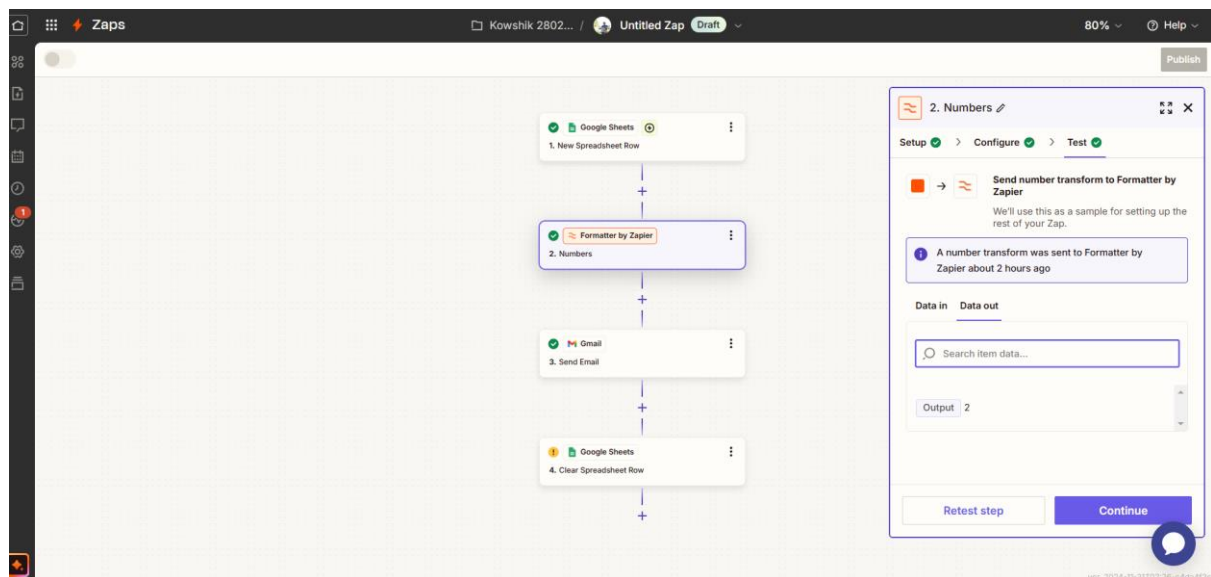 Zaps
Kowshik 2802... / Untitled Zap Draft
80% Help
Publish
Google Sheets
1. New Spreadsheet Row
Formatter by Zapier
2. Numbers
Gmail
3. Send Email
Google Sheets
4. Clear Spreadsheet Row
1
2. Numbers
Setup > Configure > Test
Send number transform to Formatter by
Zapier
We'll use this as a sample for setting up the
rest of your Zap.
A number transform was sent to Formatter by
Zapier about 2 hours ago
Data in Data out
Search item data...
Output 2
Retest step Continue